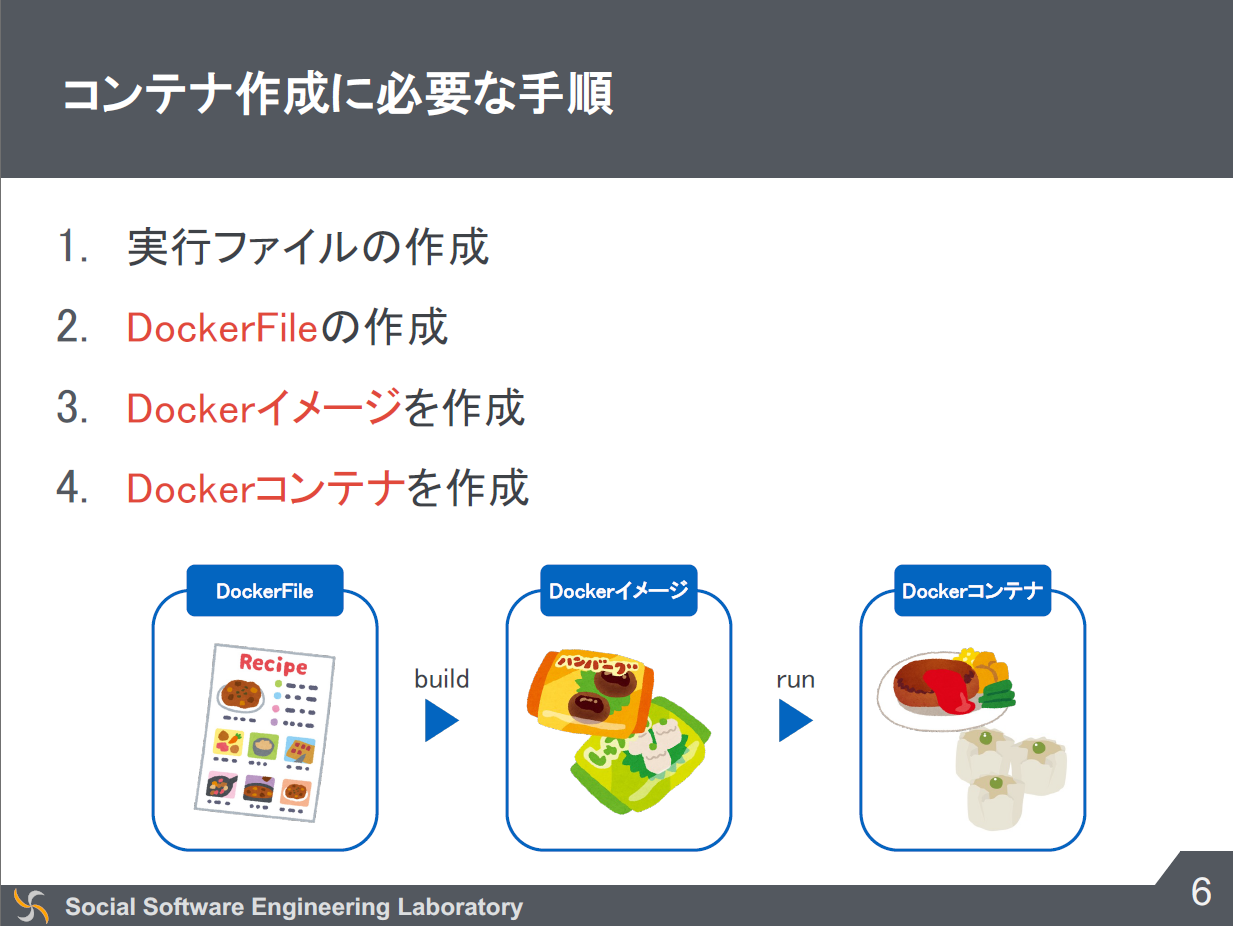 コンテナ作成に必要な手順
1. 実行ファイルの作成
2. DockerFileの作成
3. Dockerイメージを作成
4. Dockerコンテナを作成
DockerFile
Recipe
build
Dockerイメージ
ハンバーグ
run
Dockerコンテナ
Social Software Engineering Laboratory
6